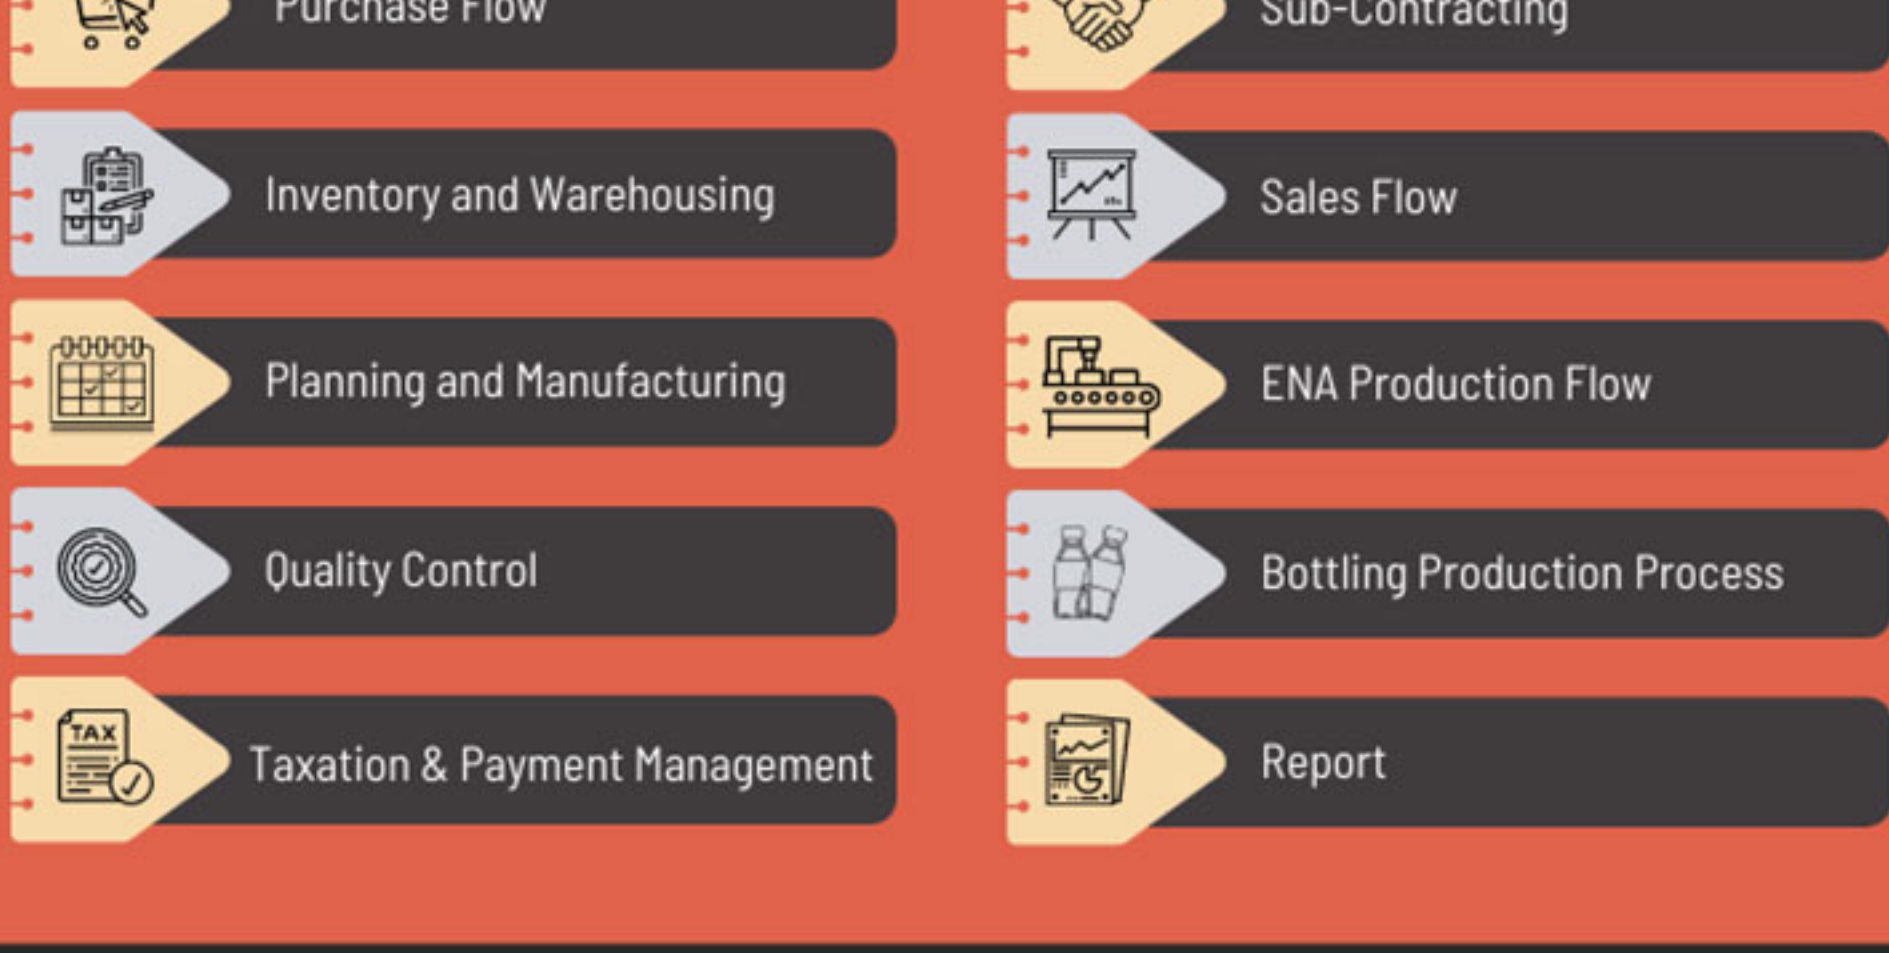 Purchase Flow
Sub-Contracting
Inventory and Warehousing
Sales Flow
Planning and Manufacturing
ENA Production Flow
Quality Control
Bottling Production Process
TAX
Taxation & Payment Management
Report